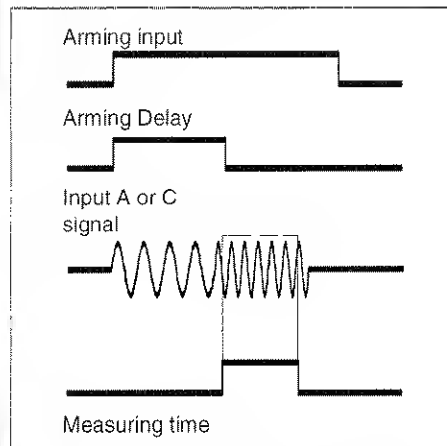 Arming input
Arming Delay
Input A or C
signal
Measuring time